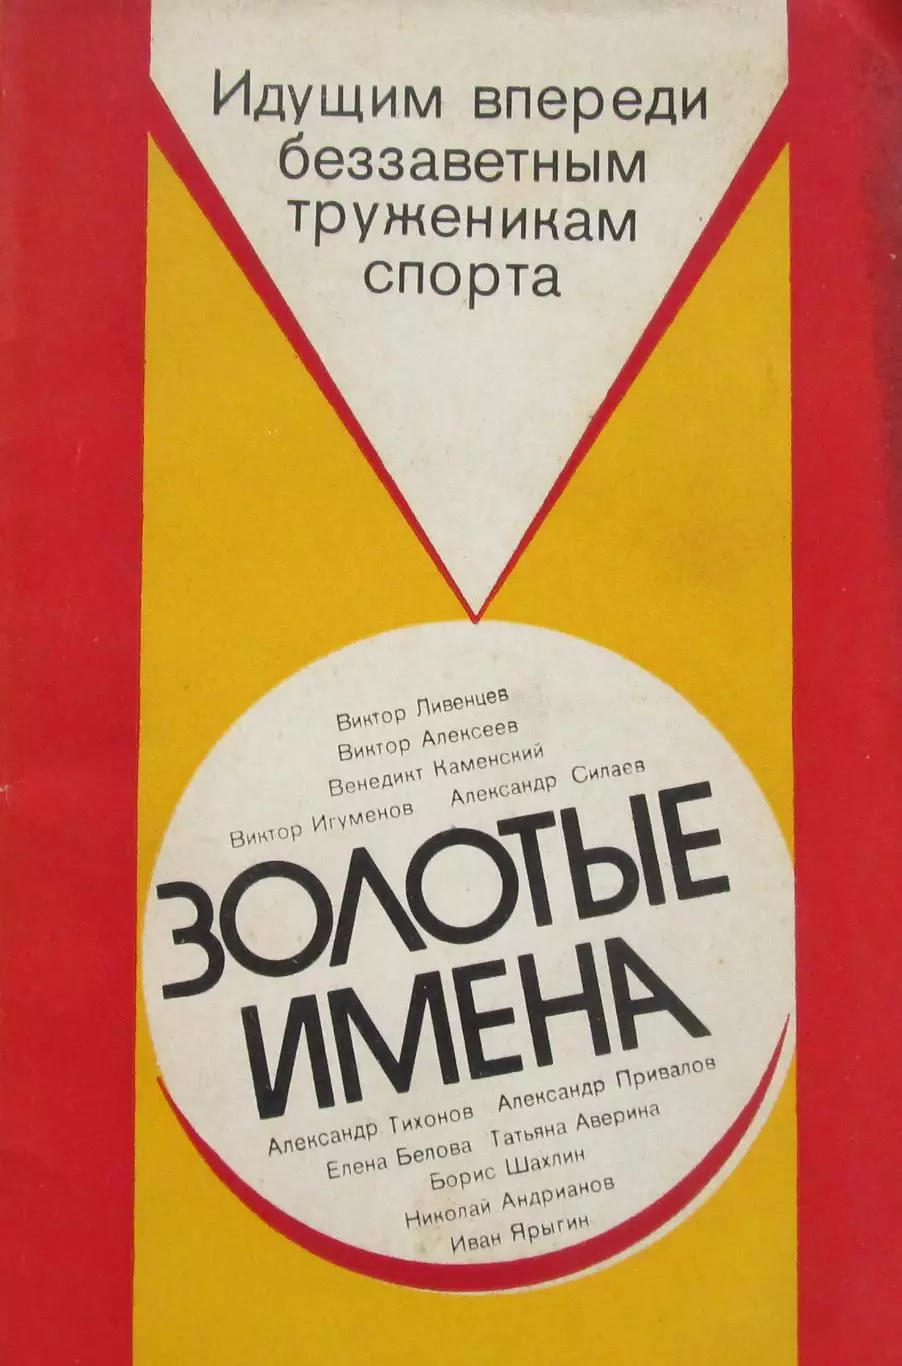 Идущим впереди
беззаветным
труженикам
спорта
Виктор Ливенцев
Виктор Алексеев
Венедикт Каменский
Виктор Игуменов Александр Силаев
ЗОЛОТЫЕ
ИМЕНА
Александр Тихонов Александр Привалов
Елена Белова Татьяна Аверина
Борис Шахлин
Николай Андрианов
Иван Ярыгин